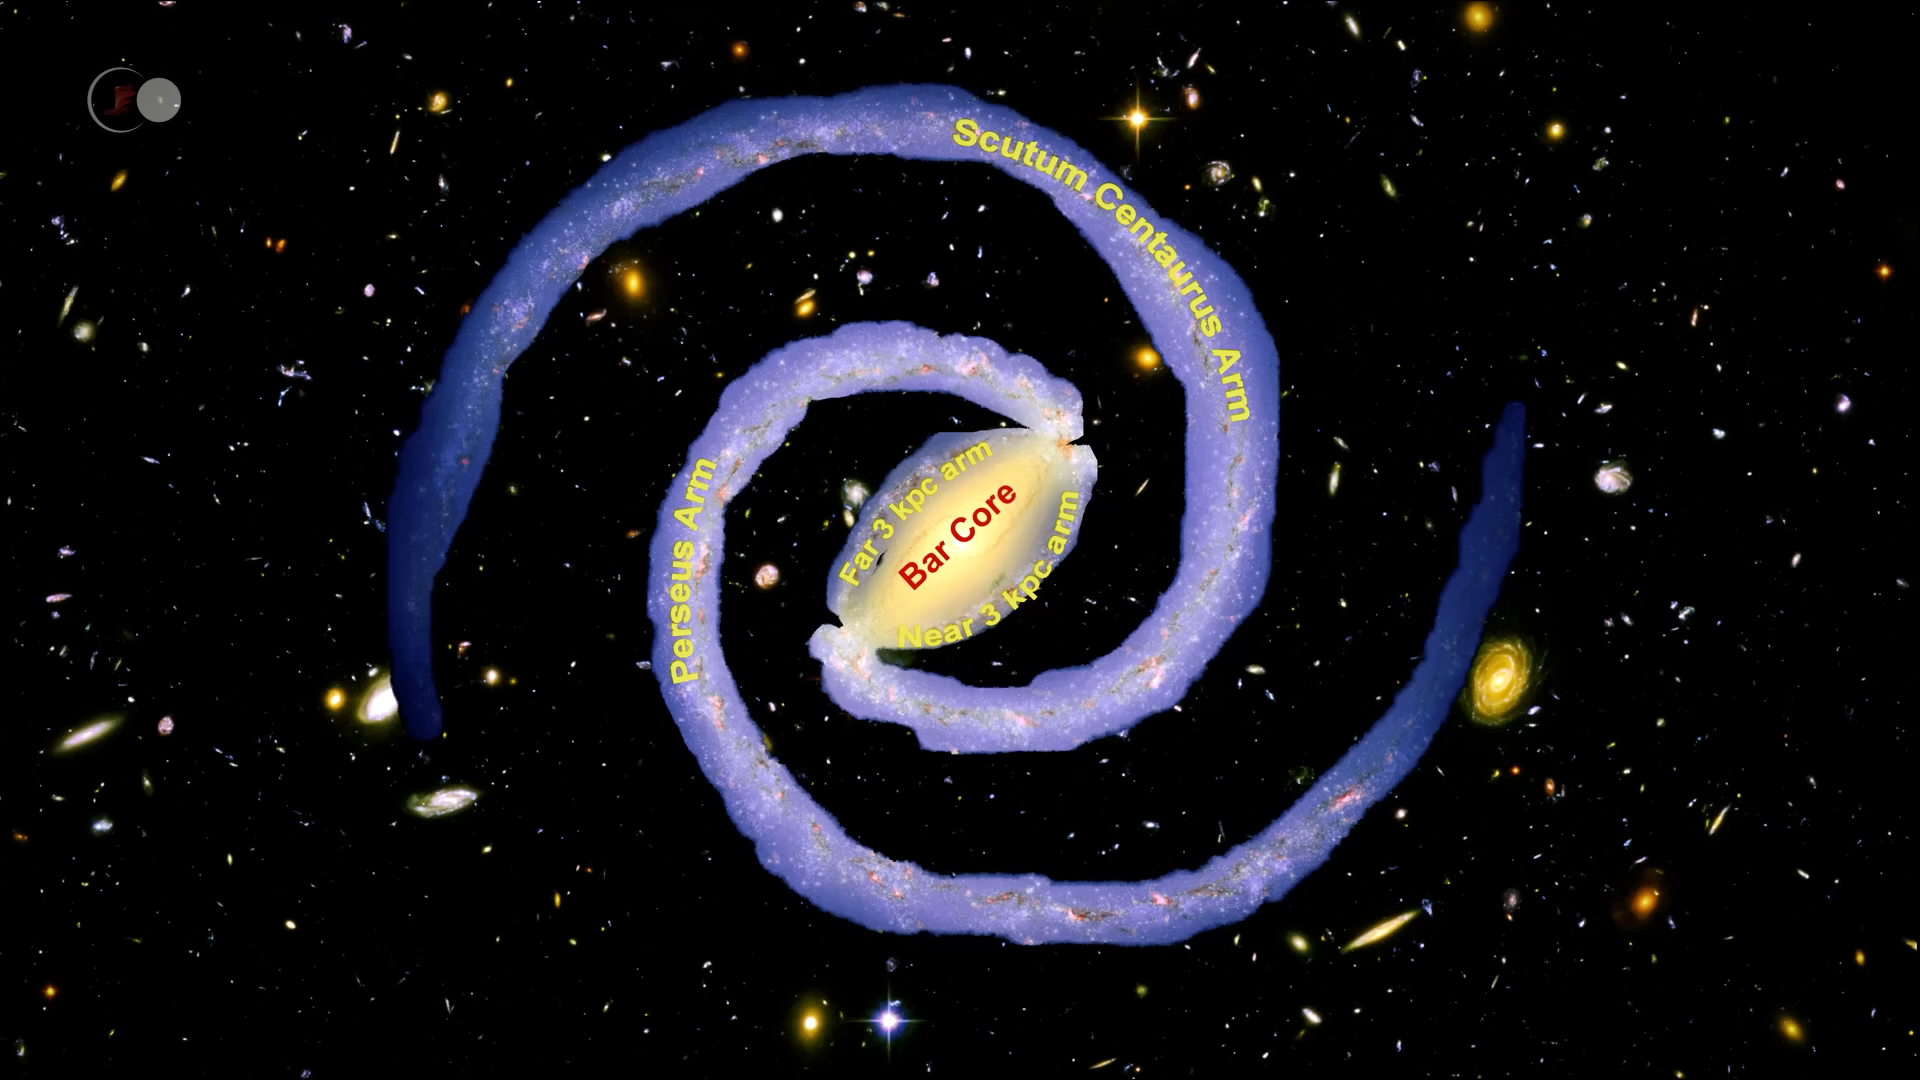 Scutum Centaurus Arm
Perseus Arm
Far 3 kpc arm
Bar Core
Near 3 kpc arm